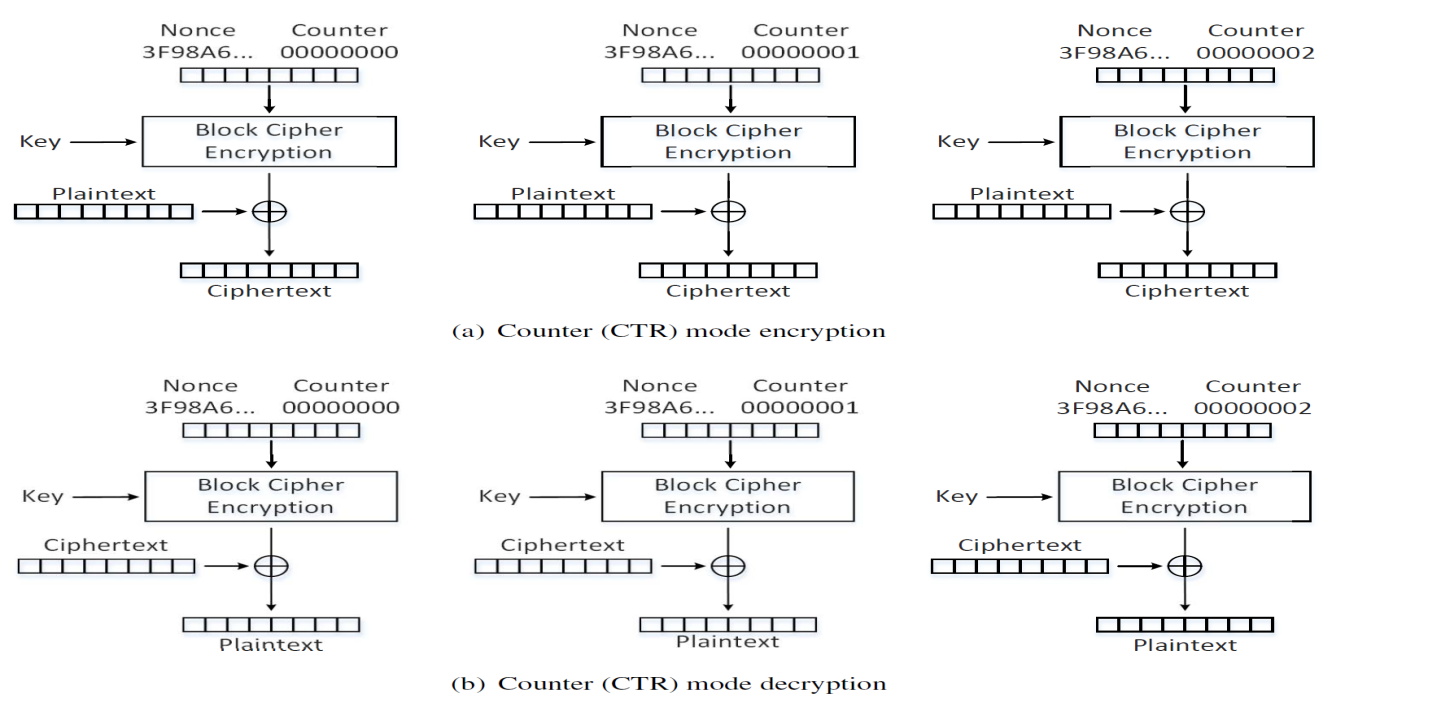 Nonce Counter Nonce Counter Nonce Counter
3F98A6... 00000000 3F98A6... 00000001 3F98A6... 00000002
Block Cipher Block Cipher Block Cipher
Key Encryption Key Encryption Key Encryption
Plaintext Plaintext Plaintext
Ciphertext Ciphertext Ciphertext
(a) Counter (CTR) mode encryption
Nonce Counter Nonce Counter Nonce Counter
3F98A6... 00000000 3F98A6... 00000001 3F98A6... 00000002
Block Cipher Block Cipher Block Cipher
Key Encryption Key Encryption Key Encryption
Ciphertext Ciphertext Ciphertext
Plaintext Plaintext Plaintext
(b) Counter (CTR) mode decryption